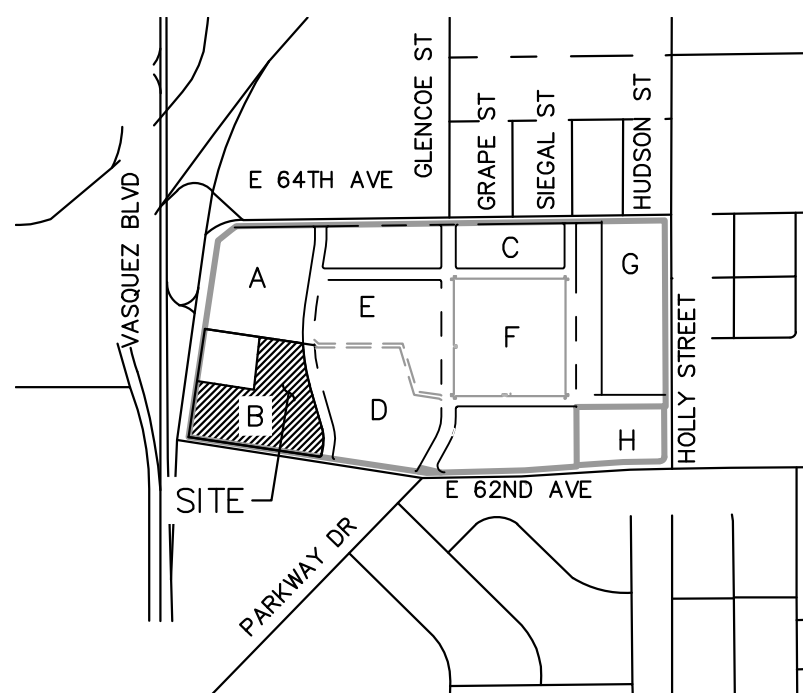 GLENCOE ST
GRAPE ST
SIEGAL ST
HUDSON ST
E 64TH AVE
VASQUEZ BLVD
A
C
G
E
F
HOLLY STREET
B
D
H
SITE
E 62ND AVE
PARKWAY DR